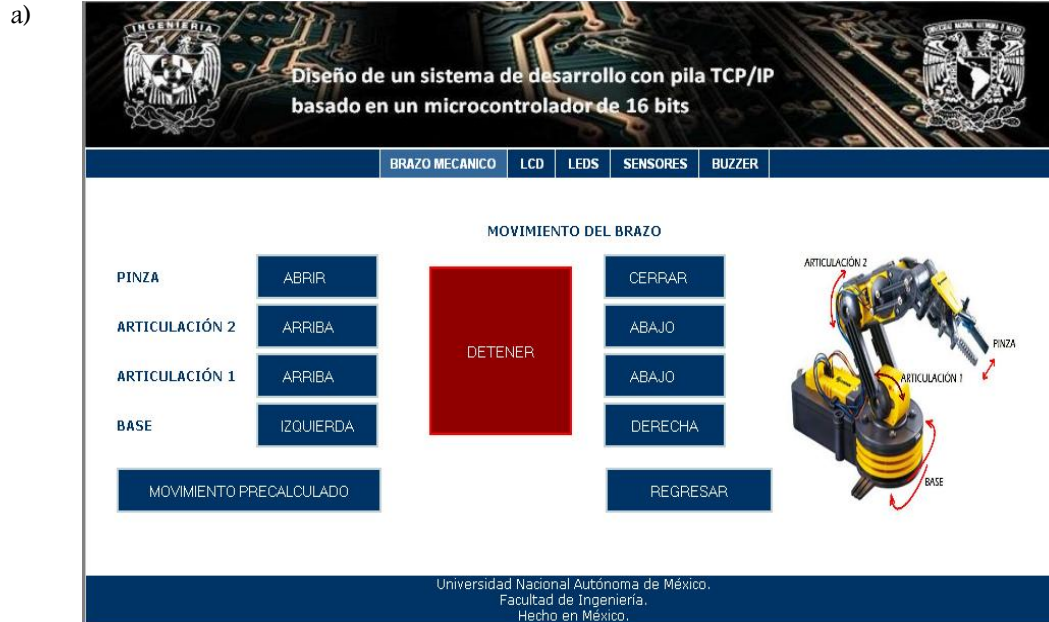 a)
INGENIERIA
Diseño de un sistema de desarrollo con pila TCP/IP
basado en un microcontrolador de 16 bits
BRAZO MECANICO LCD LEDS SENSORES BUZZER
MOVIMIENTO DEL BRAZO
PINZA ABRIR CERRAR
ARTICULACIÓN 2 ARRIBA ABAJO
DETENER
ARTICULACIÓN 1 ARRIBA ABAJO
BASE IZQUIERDA DERECHA
MOVIMIENTO PRECALCULADO REGRESAR
ARTICULACIÓN 2
PINZA
ARTICULACIÓN 1
BASE
Universidad Nacional Autónoma de México.
Facultad de Ingeniería.
Hecho en México.